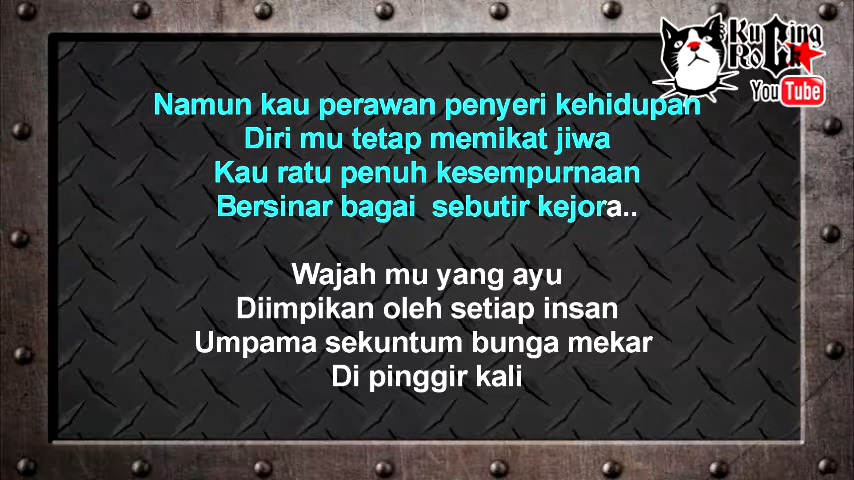 Kucing
Rock
YouTube
Namun kau perawan penyeri kehidupan
Diri mu tetap memikat jiwa
Kau ratu penuh kesempurnaan
Bersinar bagai  sebutir kejora..
Wajah mu yang ayu
Diimpikan oleh setiap insan
Umpama sekuntum bunga mekar
Di pinggir kali